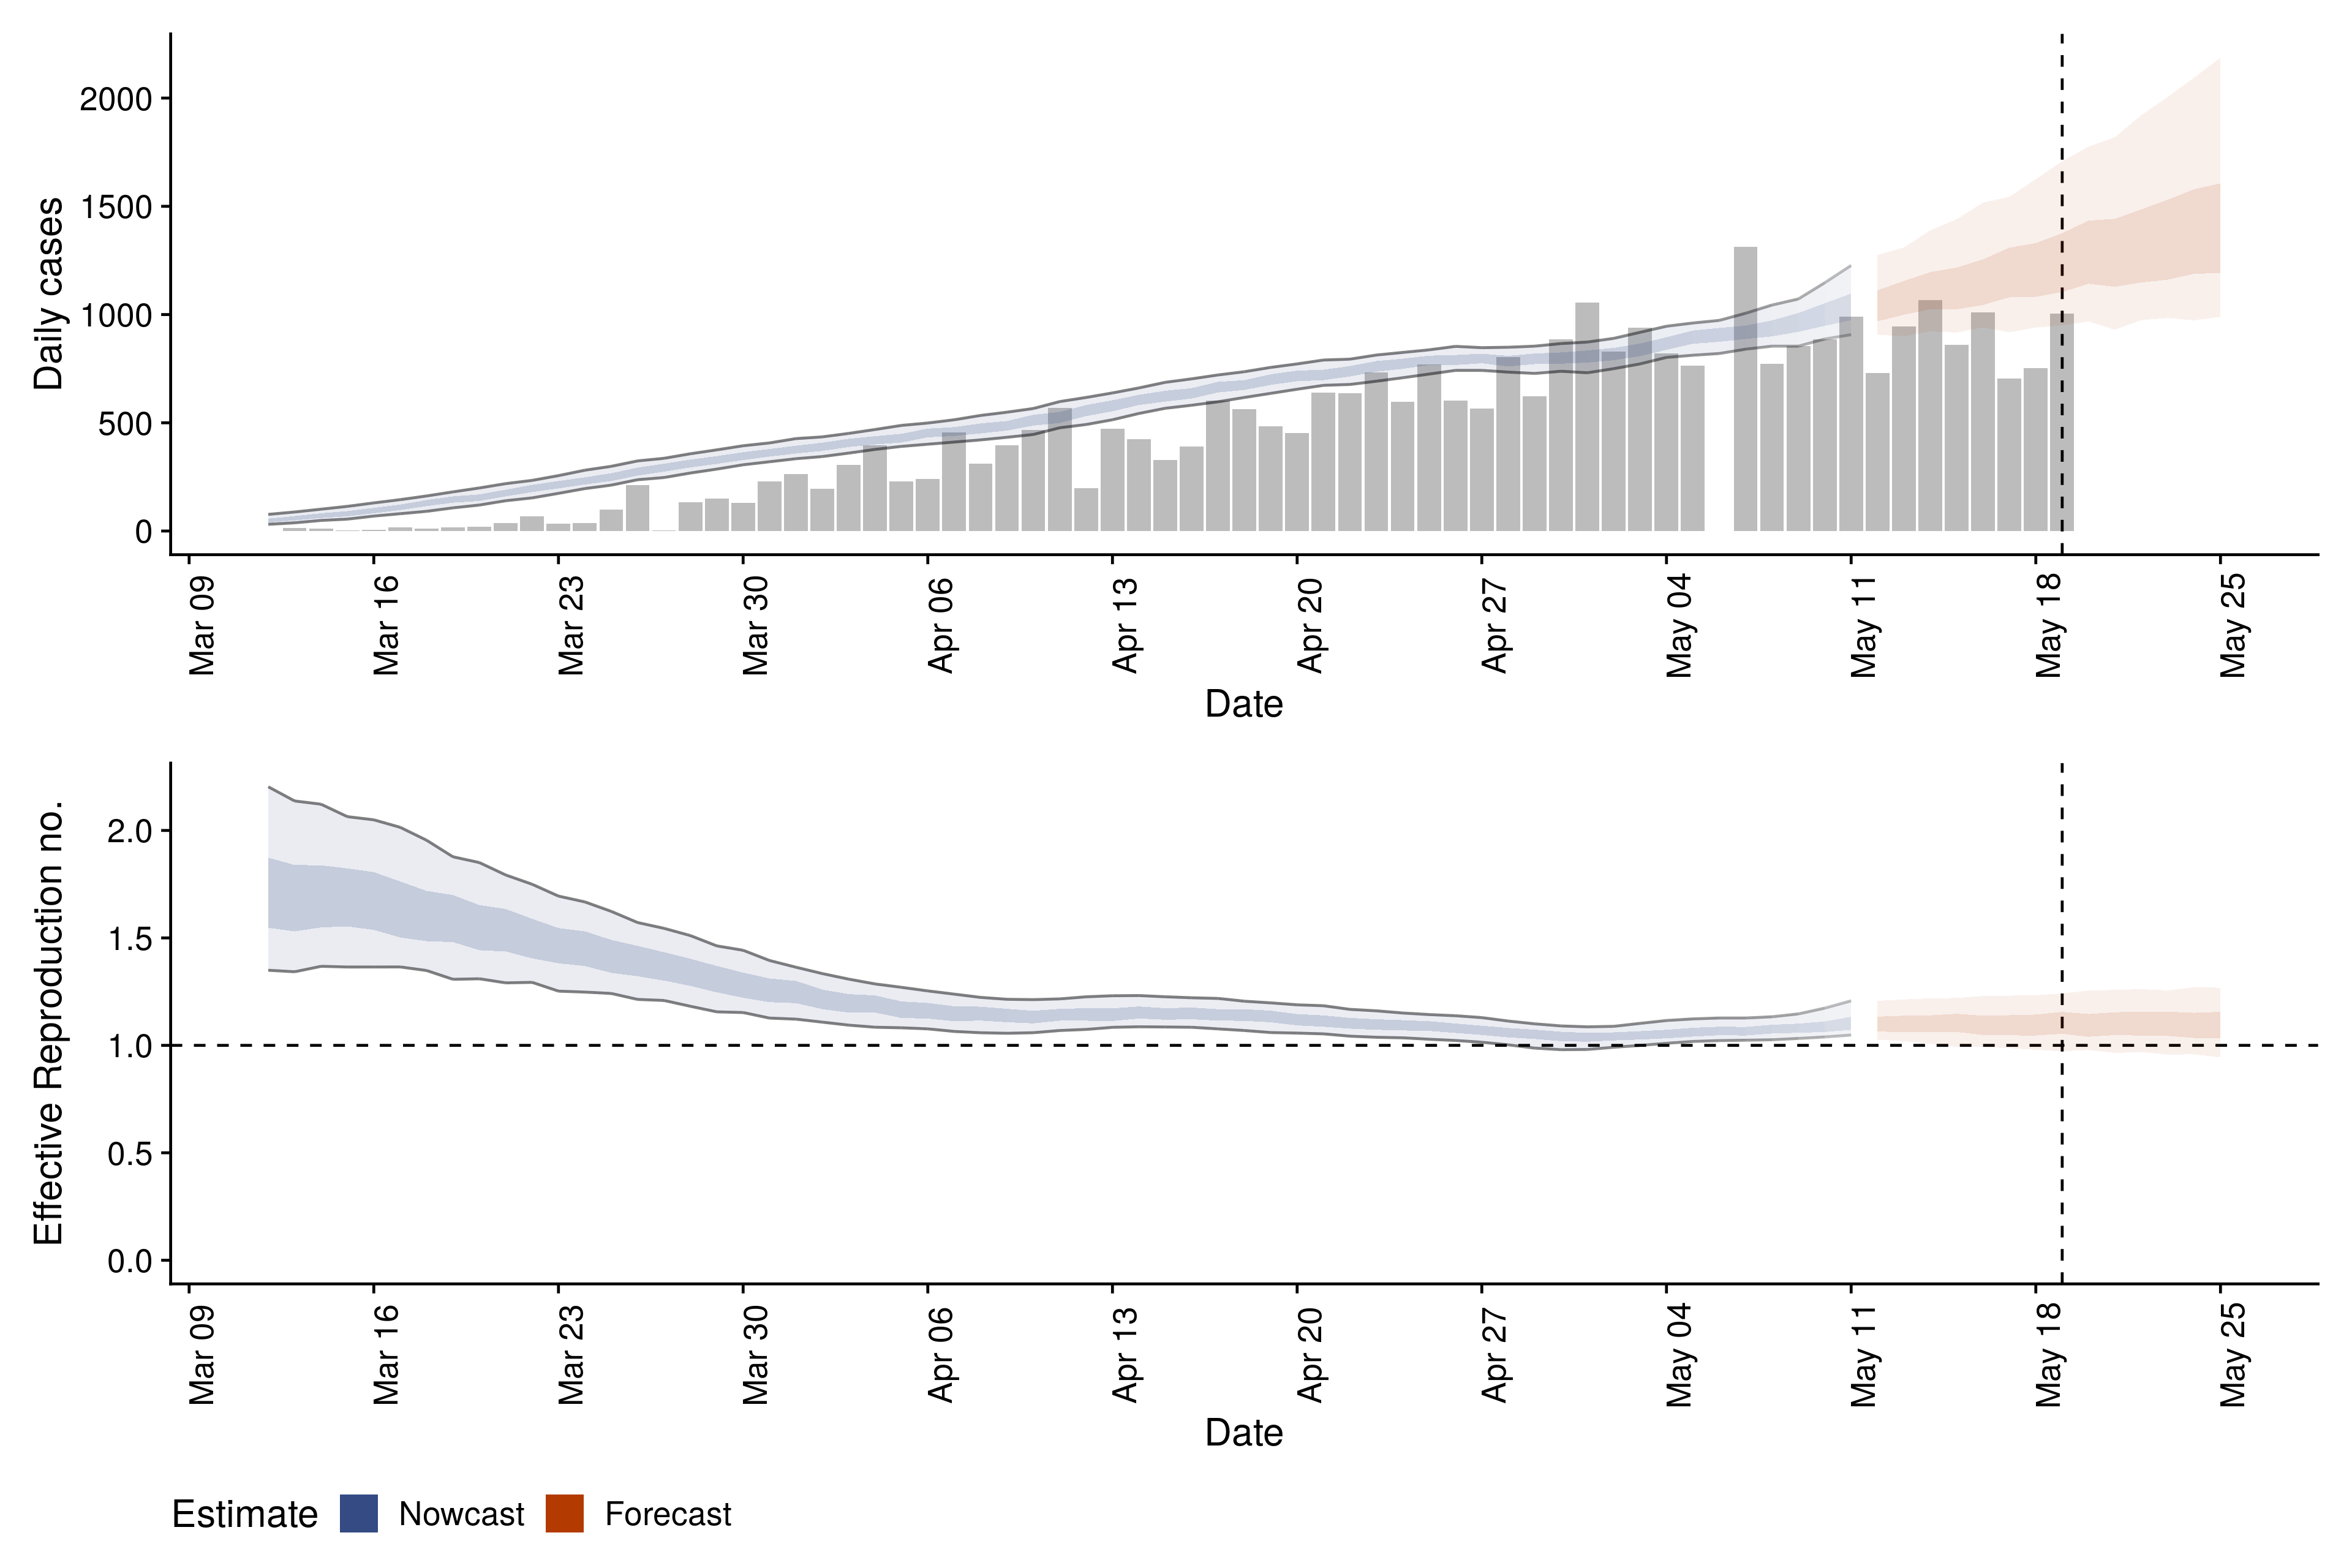 Daily cases
2000
1500
1000
500
0
Mar 09 Mar 16 Mar 23 Mar 30 Apr 06 Apr 13 Apr 20 Apr 27 May 04 May 11 May 18 May 25
Date
Effective Reproduction no.
2.0
1.5
1.0
0.5
0.0
Mar 09 Mar 16 Mar 23 Mar 30 Apr 06 Apr 13 Apr 20 Apr 27 May 04 May 11 May 18 May 25
Date
Estimate Nowcast Forecast